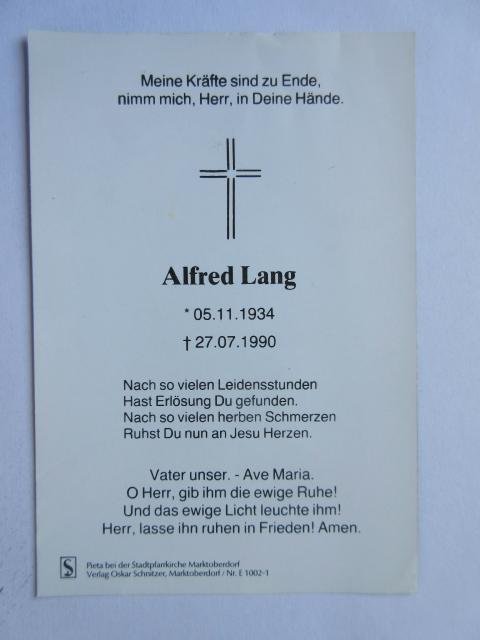 Meine Kräfte sind zu Ende,
nimm mich, Herr, in Deine Hände.
Alfred Lang
* 05.11.1934
† 27.07.1990
Nach so vielen Leidensstunden
Hast Erlösung Du gefunden.
Nach so vielen herben Schmerzen
Ruhst Du nun an Jesu Herzen.
Vater unser. - Ave Maria.
O Herr, gib ihm die ewige Ruhe!
Und das ewige Licht leuchte ihm!
Herr, lasse ihn ruhen in Frieden! Amen.
S
Pieta bei der Stadtpfarrkirche Marktoberdorf
Verlag Oskar Schnitzer, Marktoberdorf / Nr. E 1002-1